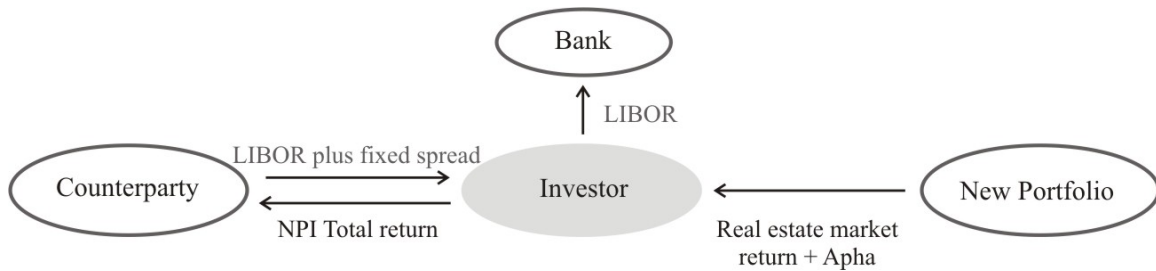 Bank
LIBOR
LIBOR plus fixed spread
Counterparty
Investor
New Portfolio
NPI Total return
Real estate market
return + Apha